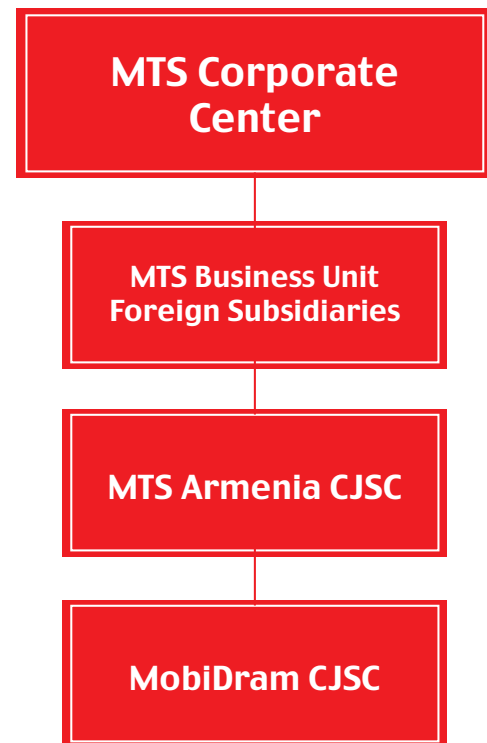 MTS Corporate
Center
MTS Business Unit
Foreign Subsidiaries
MTS Armenia CJSC
MobiDram CJSC